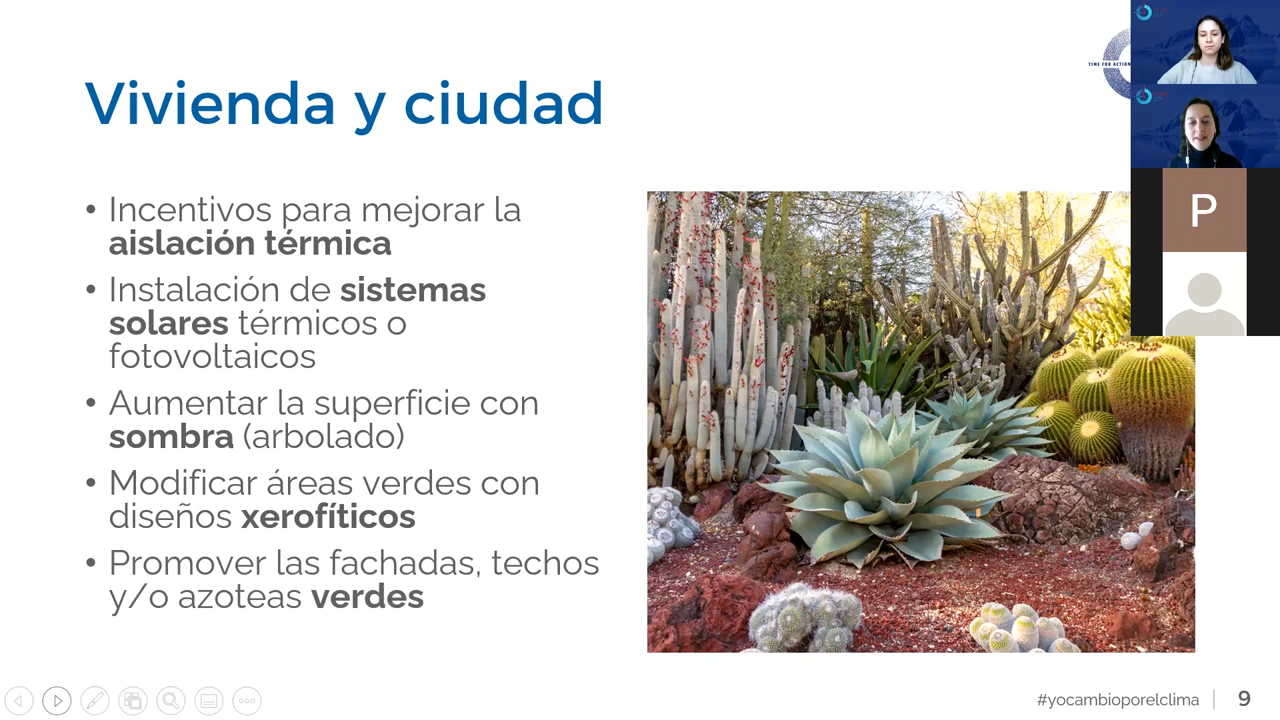 TIME FOR ACTION
Vivienda y ciudad
• Incentivos para mejorar la
aislación térmica
• Instalación de sistemas
solares térmicos o
fotovoltaicos
• Aumentar la superficie con
sombra (arbolado)
• Modificar áreas verdes con
diseños xerofíticos
• Promover las fachadas, techos
y/o azoteas verdes
P
#yocambioporelclima
9